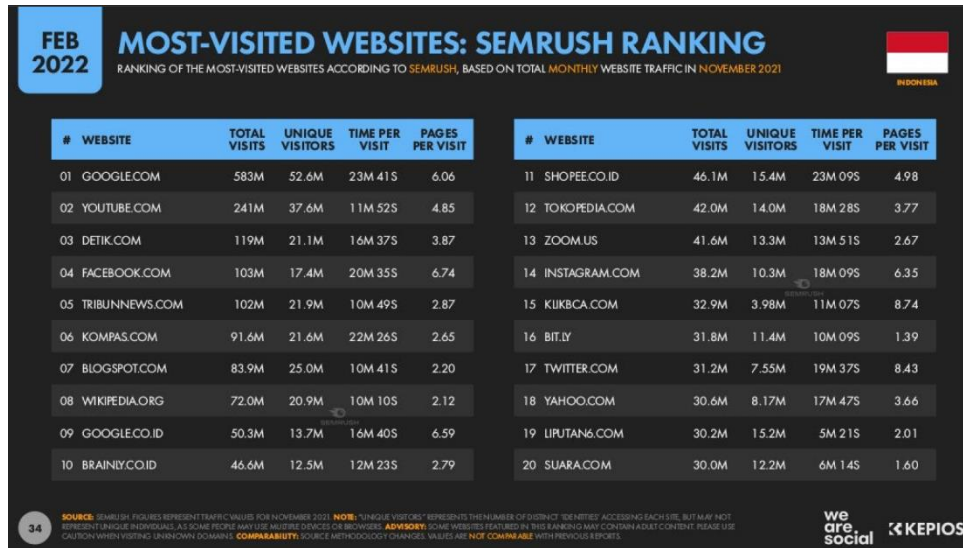 FEB
2022
MOST-VISITED WEBSITES: SEMRUSH RANKING
RANKING OF THE MOST-VISITED WEBSITES ACCORDING TO SEMRUSH, BASED ON TOTAL MONTHLY WEBSITE TRAFFIC IN NOVEMBER 2021
INDONESIA
# WEBSITE TOTAL VISITS UNIQUE VISITORS TIME PER VISIT PAGES PER VISIT
01 GOOGLE.COM 583M 52.6M 23M 41S 6.06
02 YOUTUBE.COM 241M 37.6M 11M 52S 4.85
03 DETIK.COM 119M 21.1M 16M 37S 3.87
04 FACEBOOK.COM 103M 17.4M 20M 35S 6.74
05 TRIBUNNEWS.COM 102M 21.9M 10M 49S 2.87
06 KOMPAS.COM 91.6M 21.6M 22M 26S 2.65
07 BLOGSPOT.COM 83.9M 25.0M 10M 41S 2.20
08 WIKIPEDIA.ORG 72.0M 20.9M 10M 10S 2.12
09 GOOGLE.CO.ID 50.3M 13.7M 16M 40S 6.59
10 BRAINLY.CO.ID 46.6M 12.5M 12M 23S 2.79
SEMRUSH
# WEBSITE TOTAL VISITS UNIQUE VISITORS TIME PER VISIT PAGES PER VISIT
11 SHOPEE.CO.ID 46.1M 15.4M 23M 09S 4.98
12 TOKOPEDIA.COM 42.0M 14.0M 18M 28S 3.77
13 ZOOM.US 41.6M 13.3M 13M 51S 2.67
14 INSTAGRAM.COM 38.2M 10.3M 18M 09S 6.35
15 KLIKBCA.COM 32.9M 3.98M 11M 07S 8.74
16 BIT.LY 31.8M 11.4M 10M 09S 1.39
17 TWITTER.COM 31.2M 7.55M 19M 37S 8.43
18 YAHOO.COM 30.6M 8.17M 17M 47S 3.66
19 LIPUTAN6.COM 30.2M 15.2M 5M 21S 2.01
20 SUARA.COM 30.0M 12.2M 6M 14S 1.60
SEMRUSH
34
SOURCE: SEMRUSH. FIGURES REPRESENT TRAFFIC VALUES FOR NOVEMBER 2021. NOTE: "UNIQUE VISITORS" REPRESENTS THE NUMBER OF DISTINCT 'IDENTITIES' ACCESSING EACH SITE, BUT MAY NOT
REPRESENT UNIQUE INDIVIDUALS, AS SOME PEOPLE MAY USE MULTIPLE DEVICES OR BROWSERS. ADVISORY: SOME WEBSITES FEATURED IN THIS RANKING MAY CONTAIN ADULT CONTENT. PLEASE USE
CAUTION WHEN VISITING UNKNOWN DOMAINS. COMPARABILITY: SOURCE METHODOLOGY CHANGES. VALUES ARE NOT COMPARABLE WITH PREVIOUS REPORTS.
we
are.
social
KEPIOS